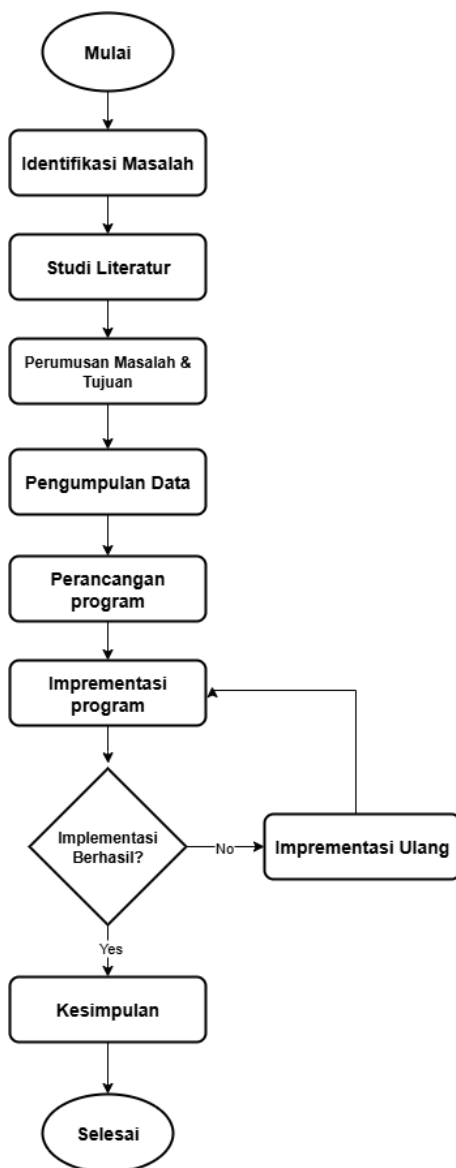 Mulai
Identifikasi Masalah
Studi Literatur
Perumusan Masalah &
Tujuan
Pengumpulan Data
Perancangan
program
Imprementasi
program
Implementasi
Berhasil?
No
Imprementasi Ulang
Yes
Kesimpulan
Selesai